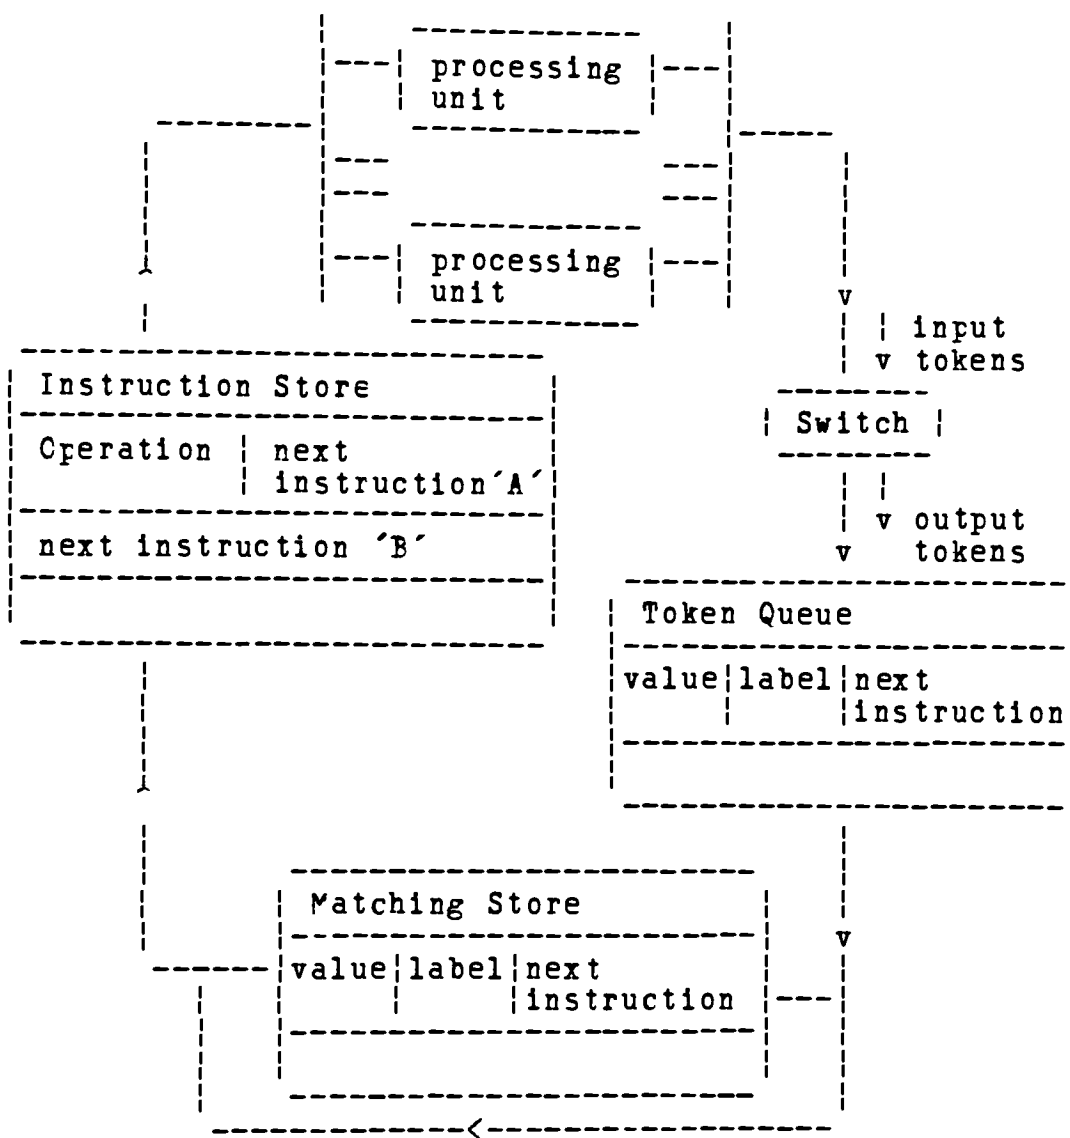 processing
unit
processing
unit
input
tokens
Instruction Store
Switch
Operation
next
instruction´A´
output
tokens
next instruction ´B´
Token Queue
value label next
instruction
Matching Store
value label next
instruction